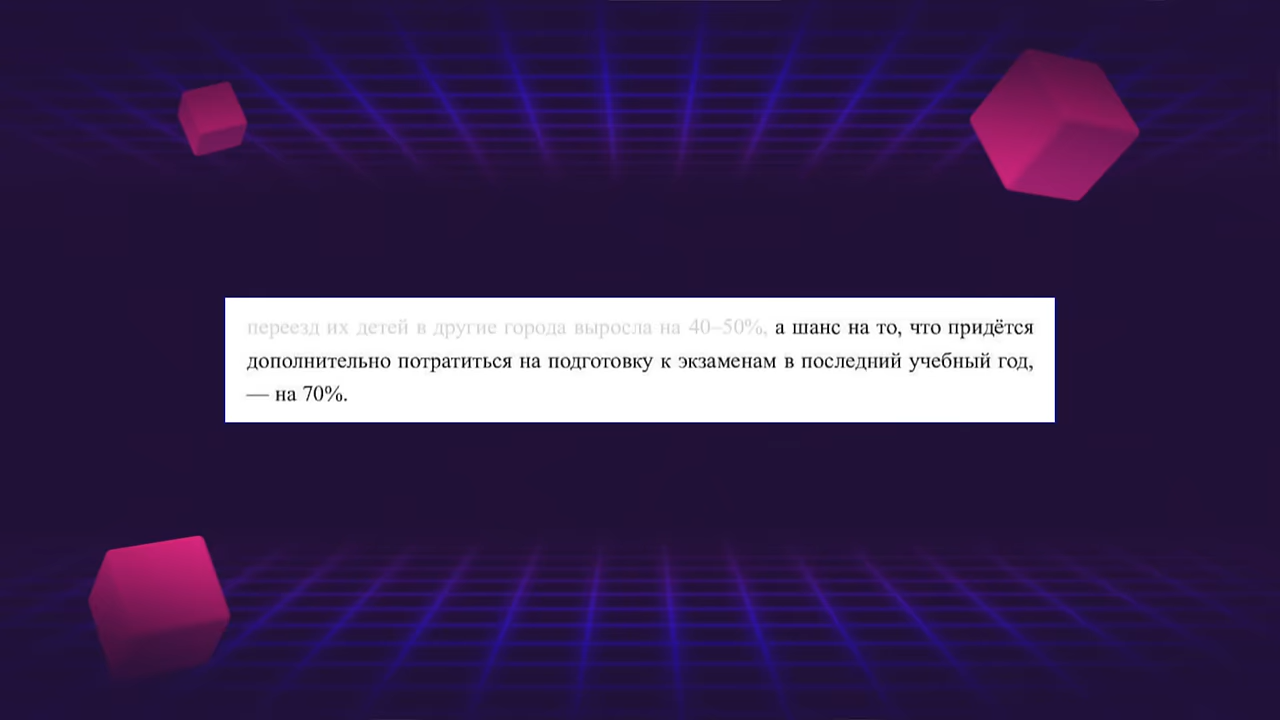 переезд их детей в другие города выросла на 40–50%, а шанс на то, что придётся
дополнительно потратиться на подготовку к экзаменам в последний учебный год,
— на 70%.